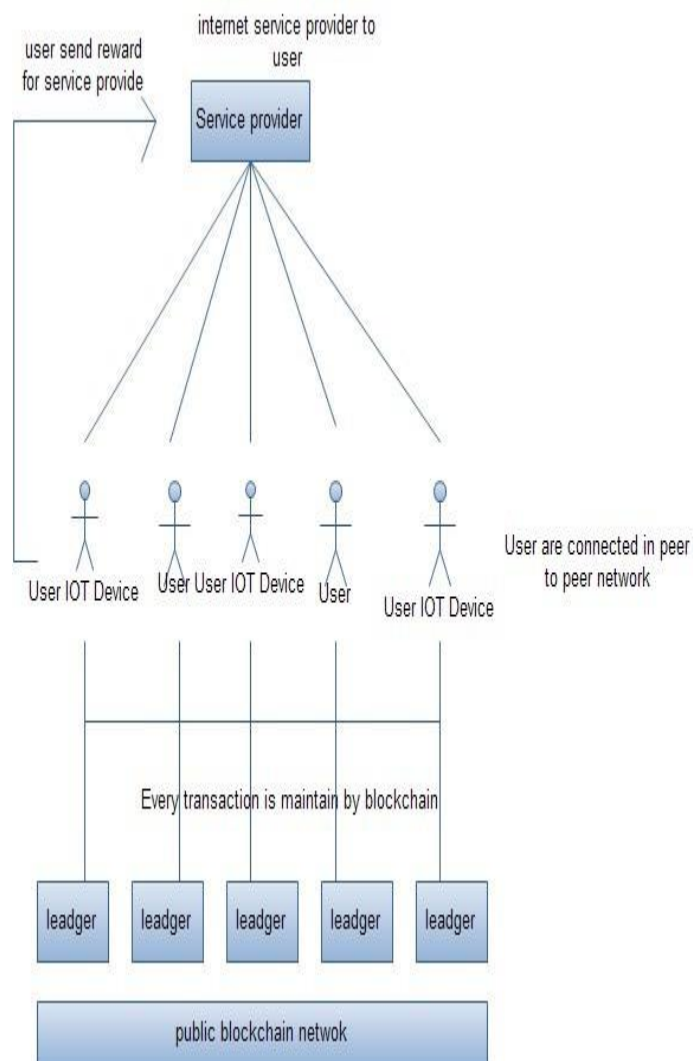 user send reward
for service provide
internet service provider to
user
Service provider
User IOT Device
User
User IOT Device
User
User IOT Device
User are connected in peer
to peer network
Every transaction is maintain by blockchain
leadger
leadger
leadger
leadger
leadger
public blockchain netwok